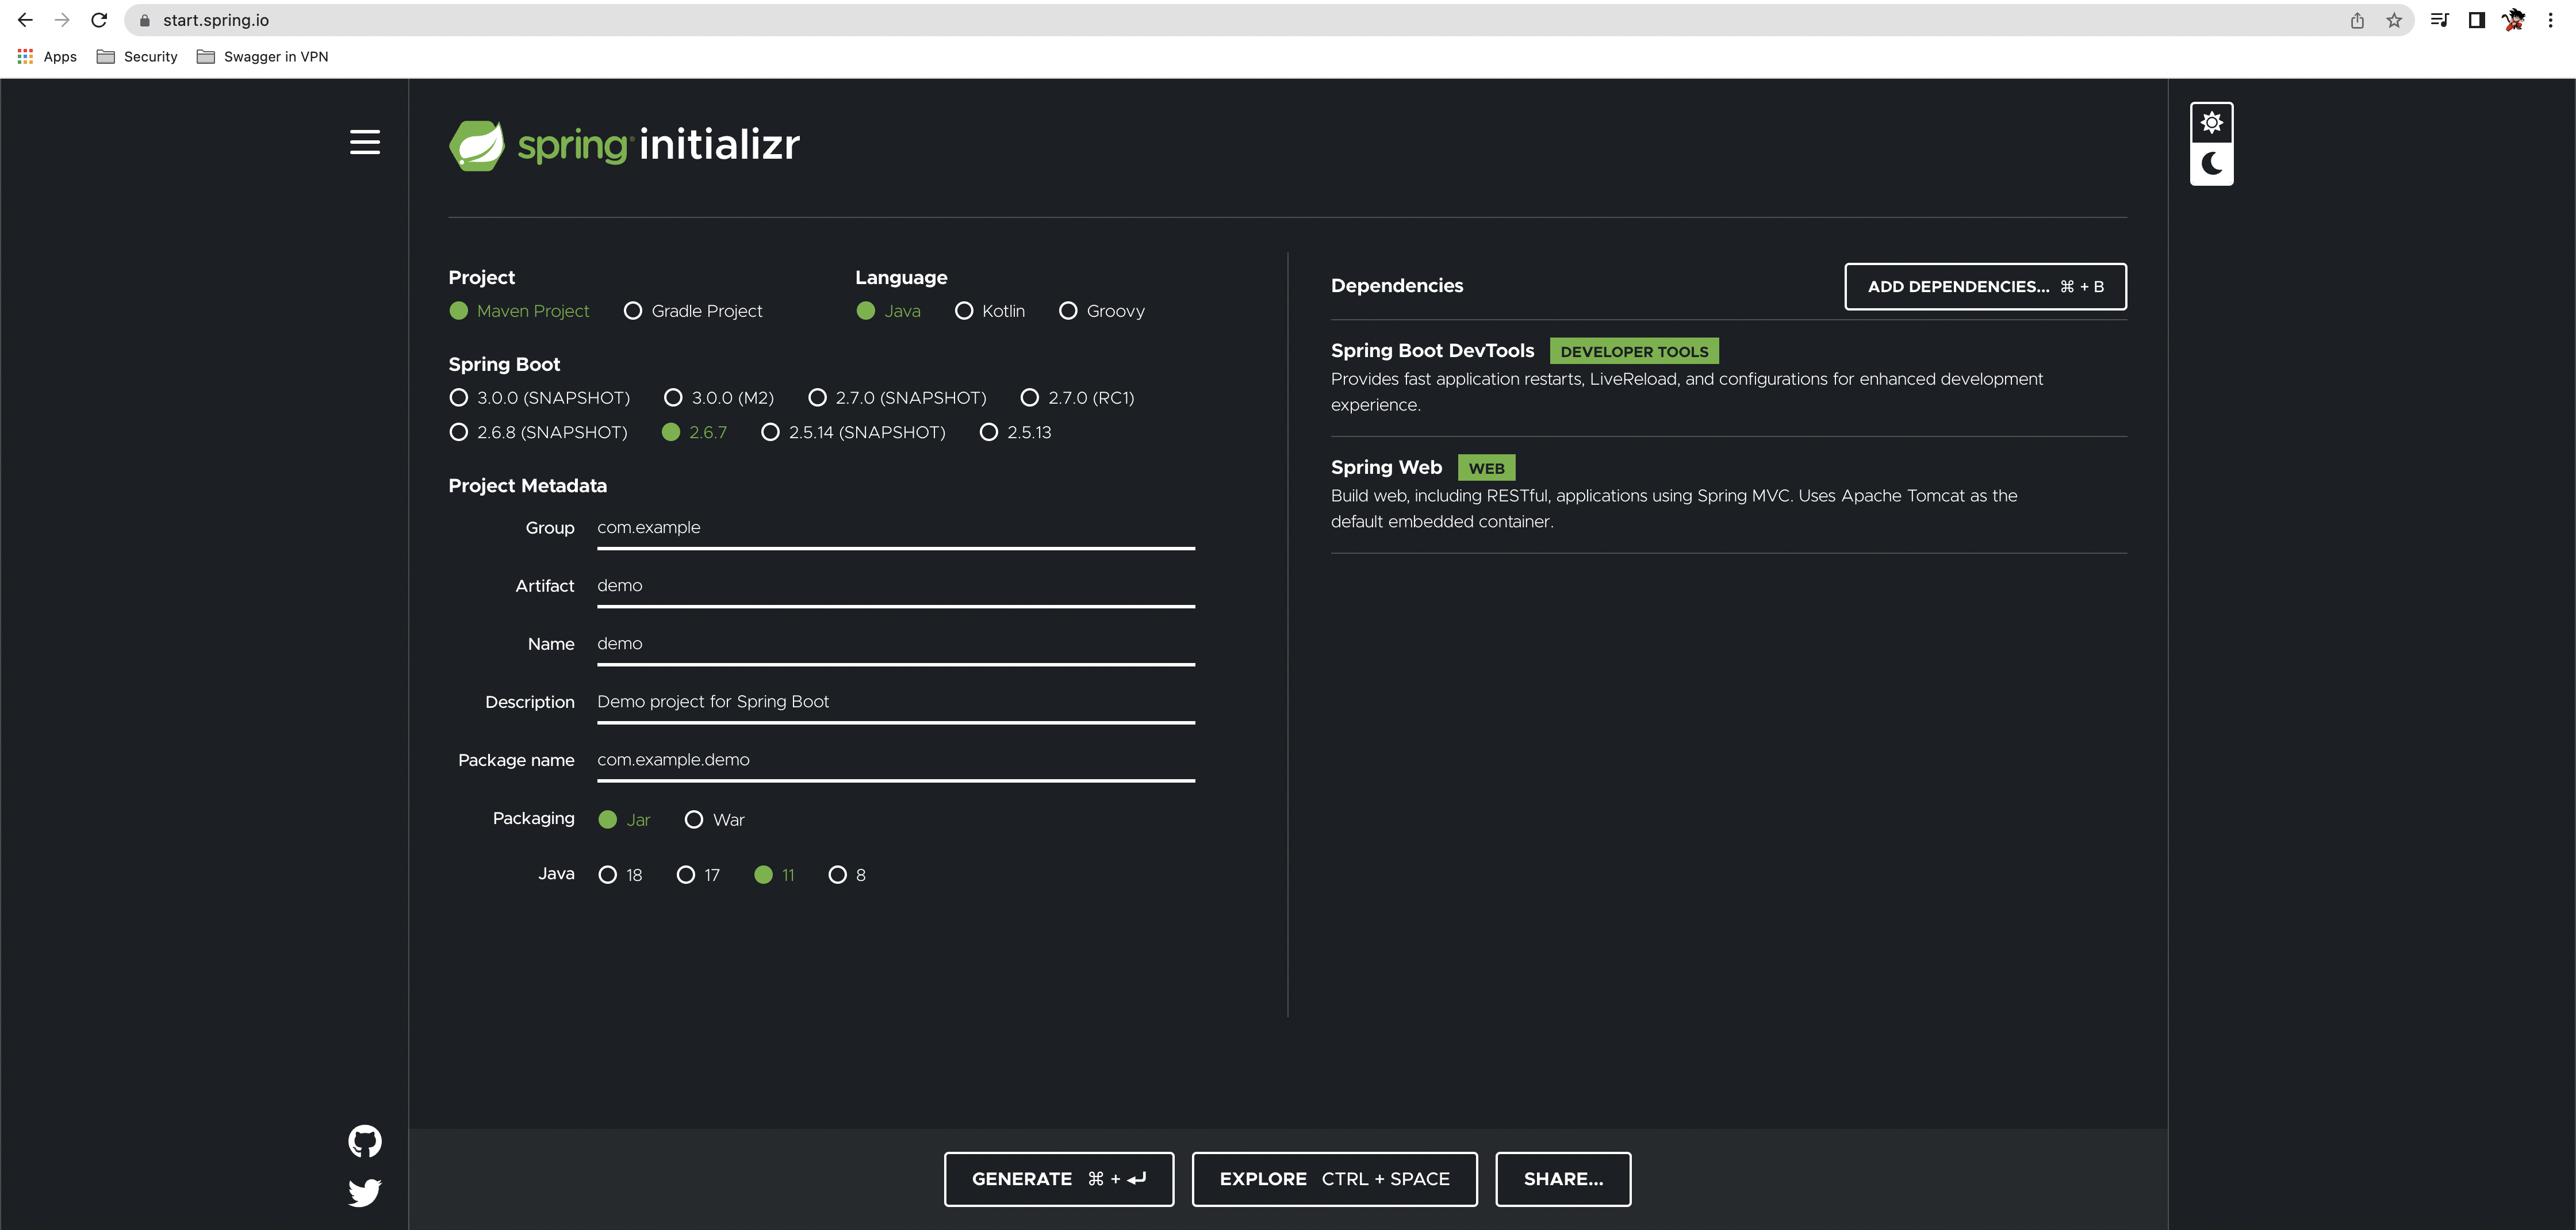 start.spring.io
Apps Security Swagger in VPN
spring initializr
Project
Maven Project Gradle Project
Language
Java Kotlin Groovy
Spring Boot
3.0.0 (SNAPSHOT) 3.0.0 (M2) 2.7.0 (SNAPSHOT) 2.7.0 (RC1)
2.6.8 (SNAPSHOT) 2.6.7 2.5.14 (SNAPSHOT) 2.5.13
Project Metadata
Group com.example
Artifact demo
Name demo
Description Demo project for Spring Boot
Package name com.example.demo
Packaging Jar War
Java 18 17 11 8
Dependencies ADD DEPENDENCIES... ⌘ + B
Spring Boot DevTools DEVELOPER TOOLS
Provides fast application restarts, LiveReload, and configurations for enhanced development
experience.
Spring Web WEB
Build web, including RESTful, applications using Spring MVC. Uses Apache Tomcat as the
default embedded container.
GENERATE ⌘ + ⏎ EXPLORE CTRL + SPACE SHARE...